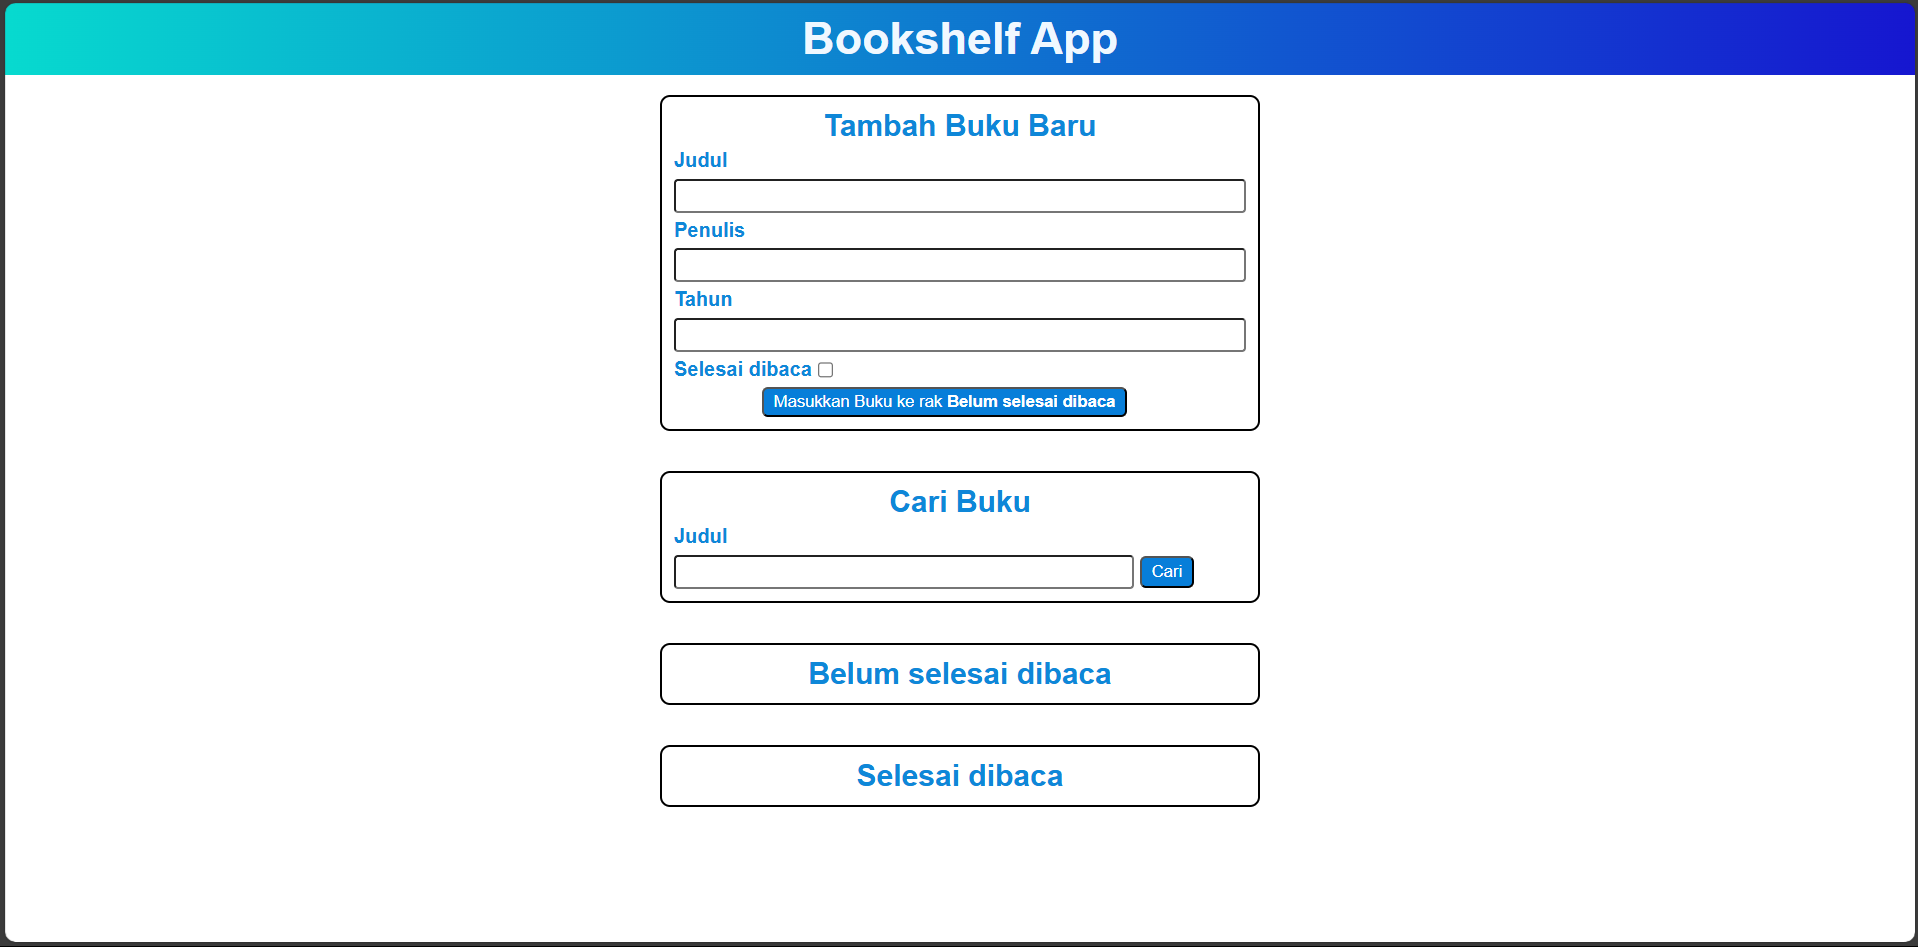 Bookshelf App
Tambah Buku Baru
Judul
Penulis
Tahun
Selesai dibaca
Masukkan Buku ke rak Belum selesai dibaca
Cari Buku
Judul
Cari
Belum selesai dibaca
Selesai dibaca